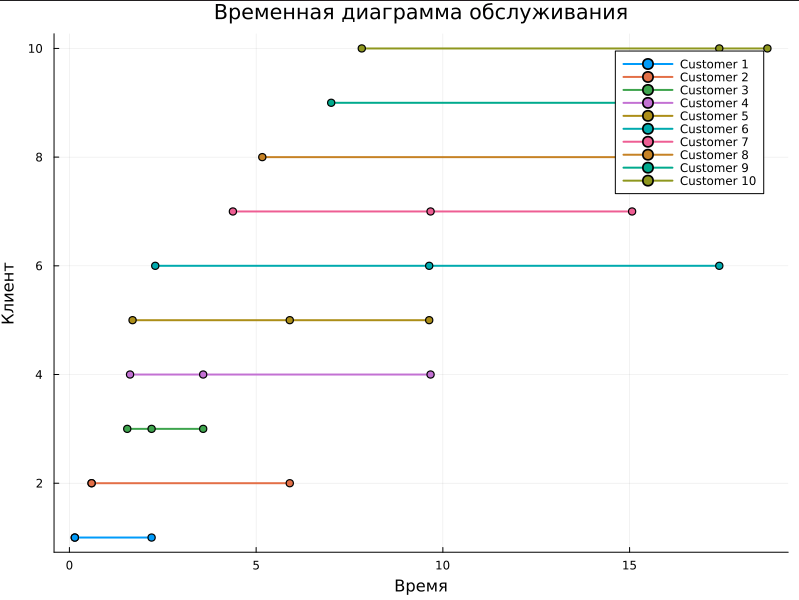 Временная диаграмма обслуживания
10
8
6
4
2
Клиент
Customer 1
Customer 2
Customer 3
Customer 4
Customer 5
Customer 6
Customer 7
Customer 8
Customer 9
Customer 10
0 5 10 15
Время